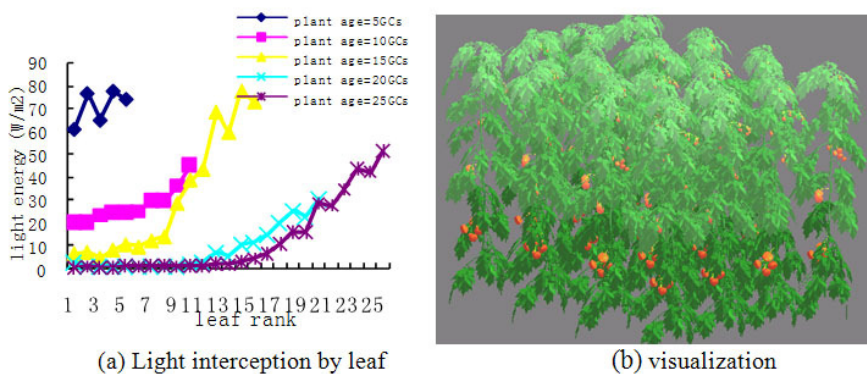 plant age=5GCs
plant age=10GCs
plant age=15GCs
plant age=20GCs
plant age=25GCs
90
80
70
60
50
40
30
20
10
0
light energy (W/m2)
1 3 5 7 9 11 13 15 17 19 21 23 25
leaf rank
(a) Light interception by leaf
(b) visualization